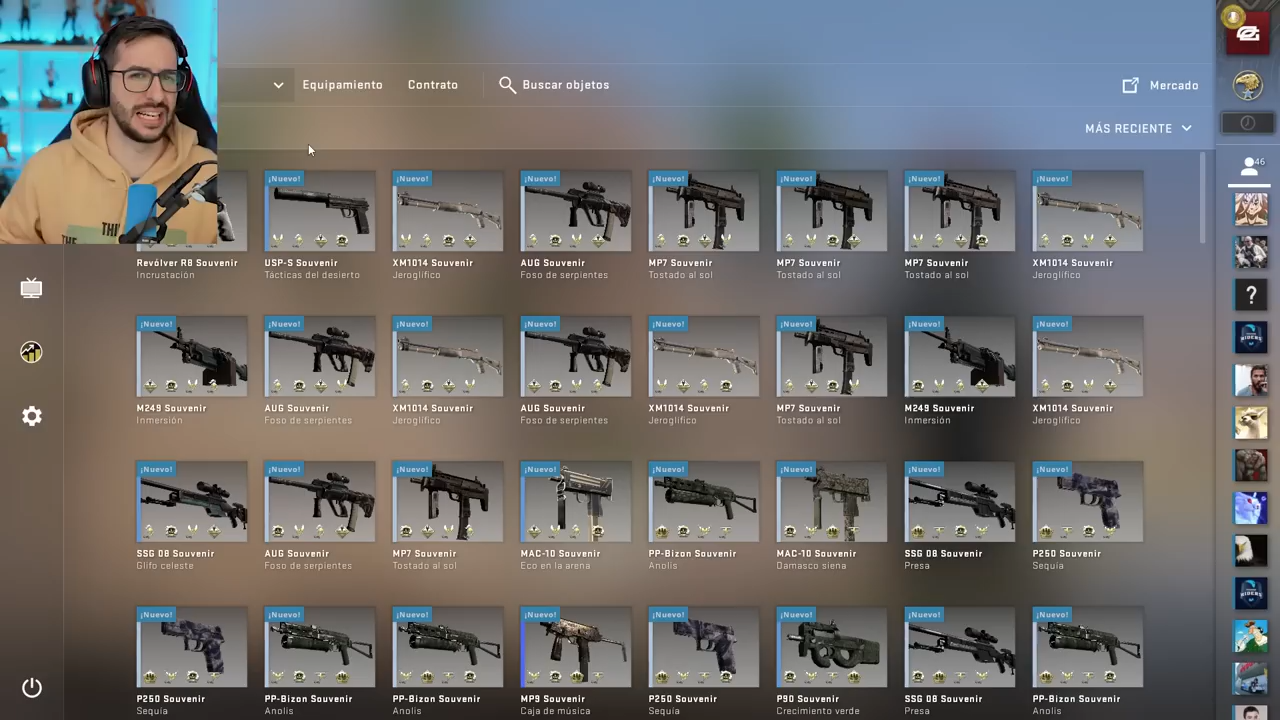 Equipamiento
Contrato
Buscar objetos
Mercado
MÁS RECIENTE
46
¡Nuevo!
¡Nuevo!
¡Nuevo!
¡Nuevo!
¡Nuevo!
¡Nuevo!
¡Nuevo!
Revólver R8 Souvenir
Incrustación
USP-S Souvenir
Tácticas del desierto
XM1014 Souvenir
Jeroglífico
AUG Souvenir
Foso de serpientes
MP7 Souvenir
Tostado al sol
MP7 Souvenir
Tostado al sol
MP7 Souvenir
Tostado al sol
XM1014 Souvenir
Jeroglífico
¡Nuevo!
¡Nuevo!
¡Nuevo!
¡Nuevo!
¡Nuevo!
¡Nuevo!
¡Nuevo!
¡Nuevo!
M249 Souvenir
Inmersión
AUG Souvenir
Foso de serpientes
XM1014 Souvenir
Jeroglífico
AUG Souvenir
Foso de serpientes
XM1014 Souvenir
Jeroglífico
MP7 Souvenir
Tostado al sol
M249 Souvenir
Inmersión
XM1014 Souvenir
Jeroglífico
¡Nuevo!
¡Nuevo!
¡Nuevo!
¡Nuevo!
¡Nuevo!
¡Nuevo!
¡Nuevo!
¡Nuevo!
SSG 08 Souvenir
Glifo celeste
AUG Souvenir
Foso de serpientes
MP7 Souvenir
Tostado al sol
MAC-10 Souvenir
Eco en la arena
PP-Bizon Souvenir
Anolis
MAC-10 Souvenir
Damasco siena
SSG 08 Souvenir
Presa
P250 Souvenir
Sequía
¡Nuevo!
¡Nuevo!
¡Nuevo!
¡Nuevo!
¡Nuevo!
¡Nuevo!
¡Nuevo!
¡Nuevo!
P250 Souvenir
Sequía
PP-Bizon Souvenir
Anolis
PP-Bizon Souvenir
Anolis
MP9 Souvenir
Caja de música
P250 Souvenir
Sequía
P90 Souvenir
Crecimiento verde
SSG 08 Souvenir
Presa
PP-Bizon Souvenir
Anolis